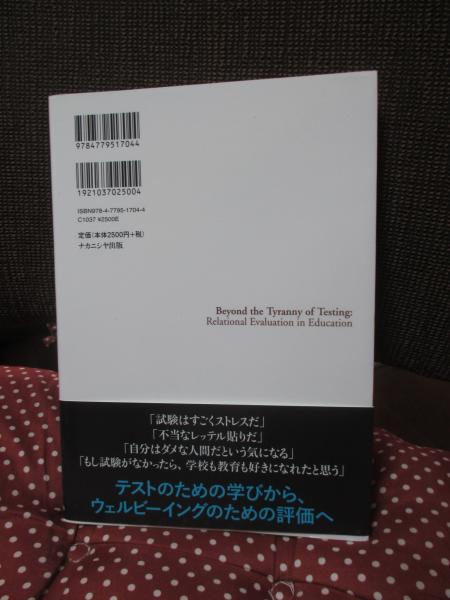 9784779517044
1921037025004
ISBN978-4-7795-1704-4
C1037 ¥2500E
定価(本体2500円+税)
ナカニシヤ出版
Beyond the Tyranny of Testing:
Relational Evaluation in Education
「試験はすごくストレスだ」
「不当なレッテル貼りだ」
「自分はダメな人間だという気になる」
「もし試験がなかったら、学校も教育も好きになれたと思う」
テストのための学びから、
ウェルビーイングのための評価へ